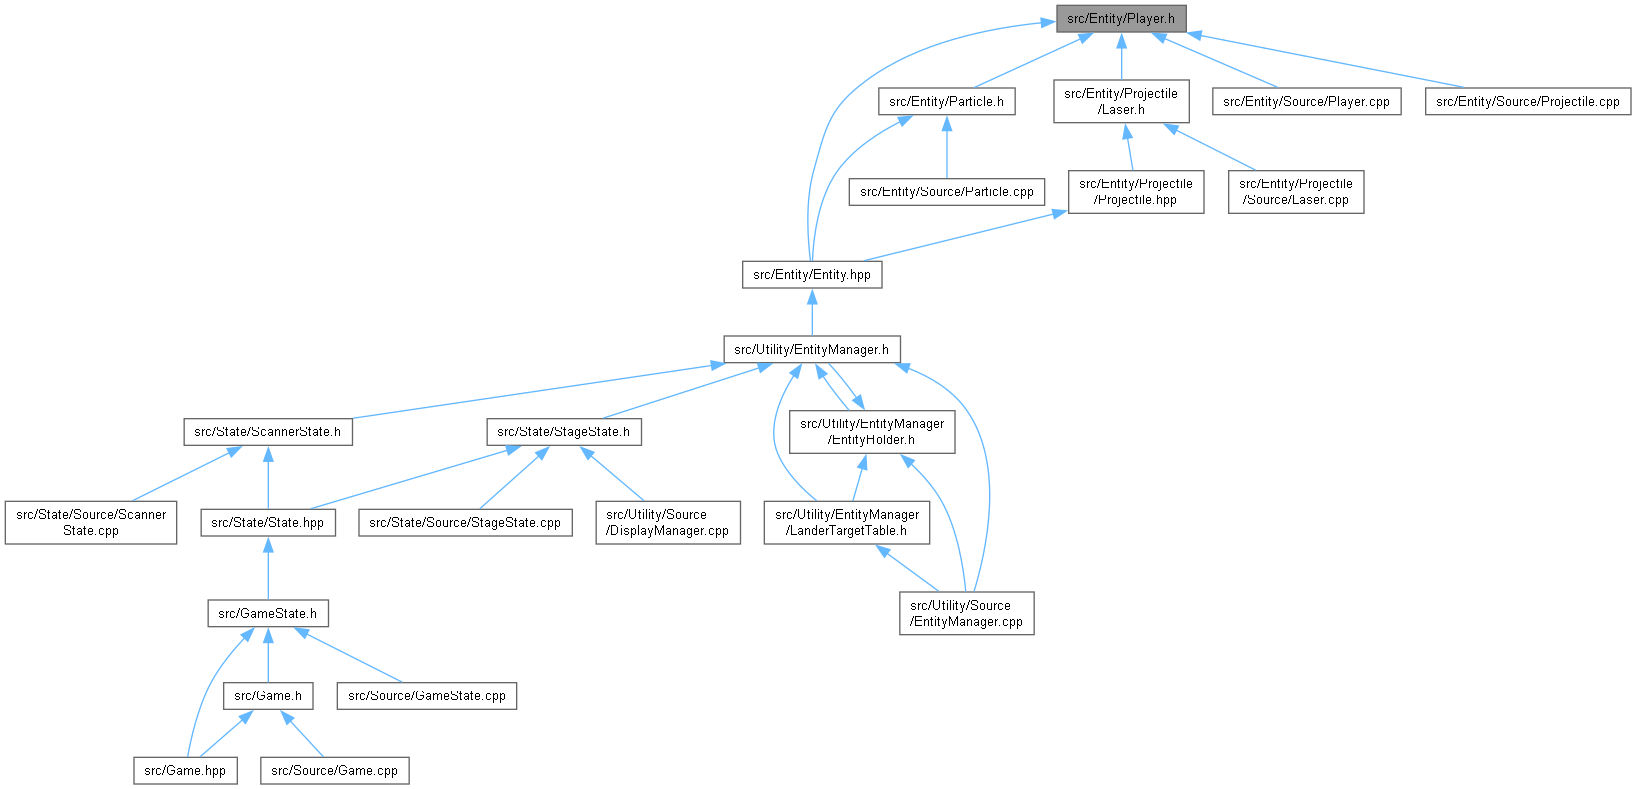 src/Entity/Player.h
src/Entity/Particle.h
src/Entity/Projectile
/Laser.h
src/Entity/Source/Player.cpp
src/Entity/Source/Projectile.cpp
src/Entity/Source/Particle.cpp
src/Entity/Projectile
/Projectile.hpp
src/Entity/Projectile
/Source/Laser.cpp
src/Entity/Entity.hpp
src/Utility/EntityManager.h
src/State/ScannerState.h
src/State/StageState.h
src/Utility/EntityManager
/EntityHolder.h
src/State/Source/Scanner
State.cpp
src/State/State.hpp
src/State/Source/StageState.cpp
src/Utility/Source
/DisplayManager.cpp
src/Utility/EntityManager
/LanderTargetTable.h
src/GameState.h
src/Utility/Source
/EntityManager.cpp
src/Game.h
src/Source/GameState.cpp
src/Game.hpp
src/Source/Game.cpp